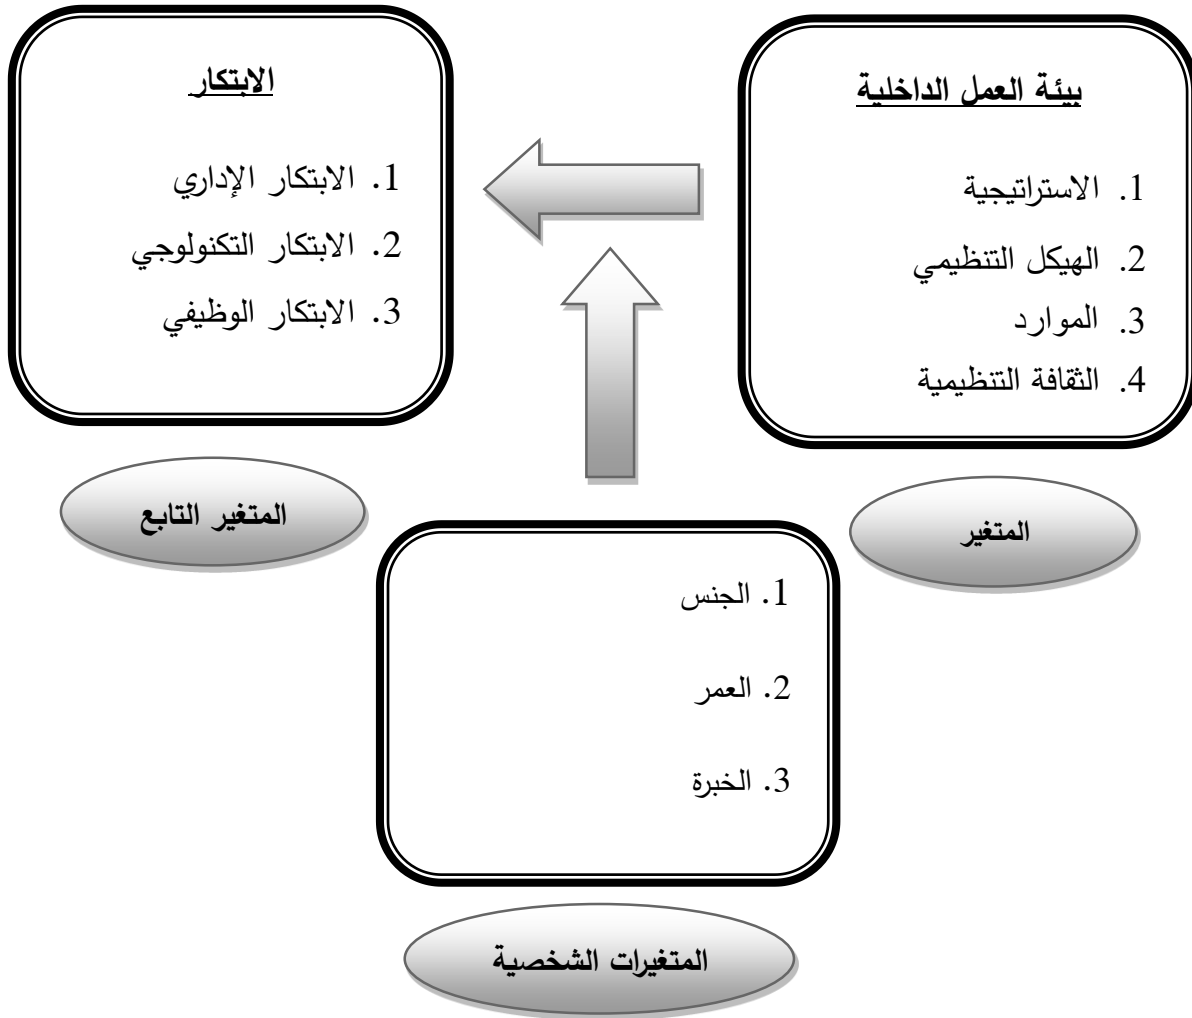 بيئة العمل الداخلية
1. الاستراتيجية
2. الهيكل التنظيمي
3. الموارد
4. الثقافة التنظيمية
المتغير
الابتكار
1. الابتكار الإداري
2. الابتكار التكنولوجي
3. الابتكار الوظيفي
المتغير التابع
1. الجنس
2. العمر
3. الخبرة
المتغيرات الشخصية